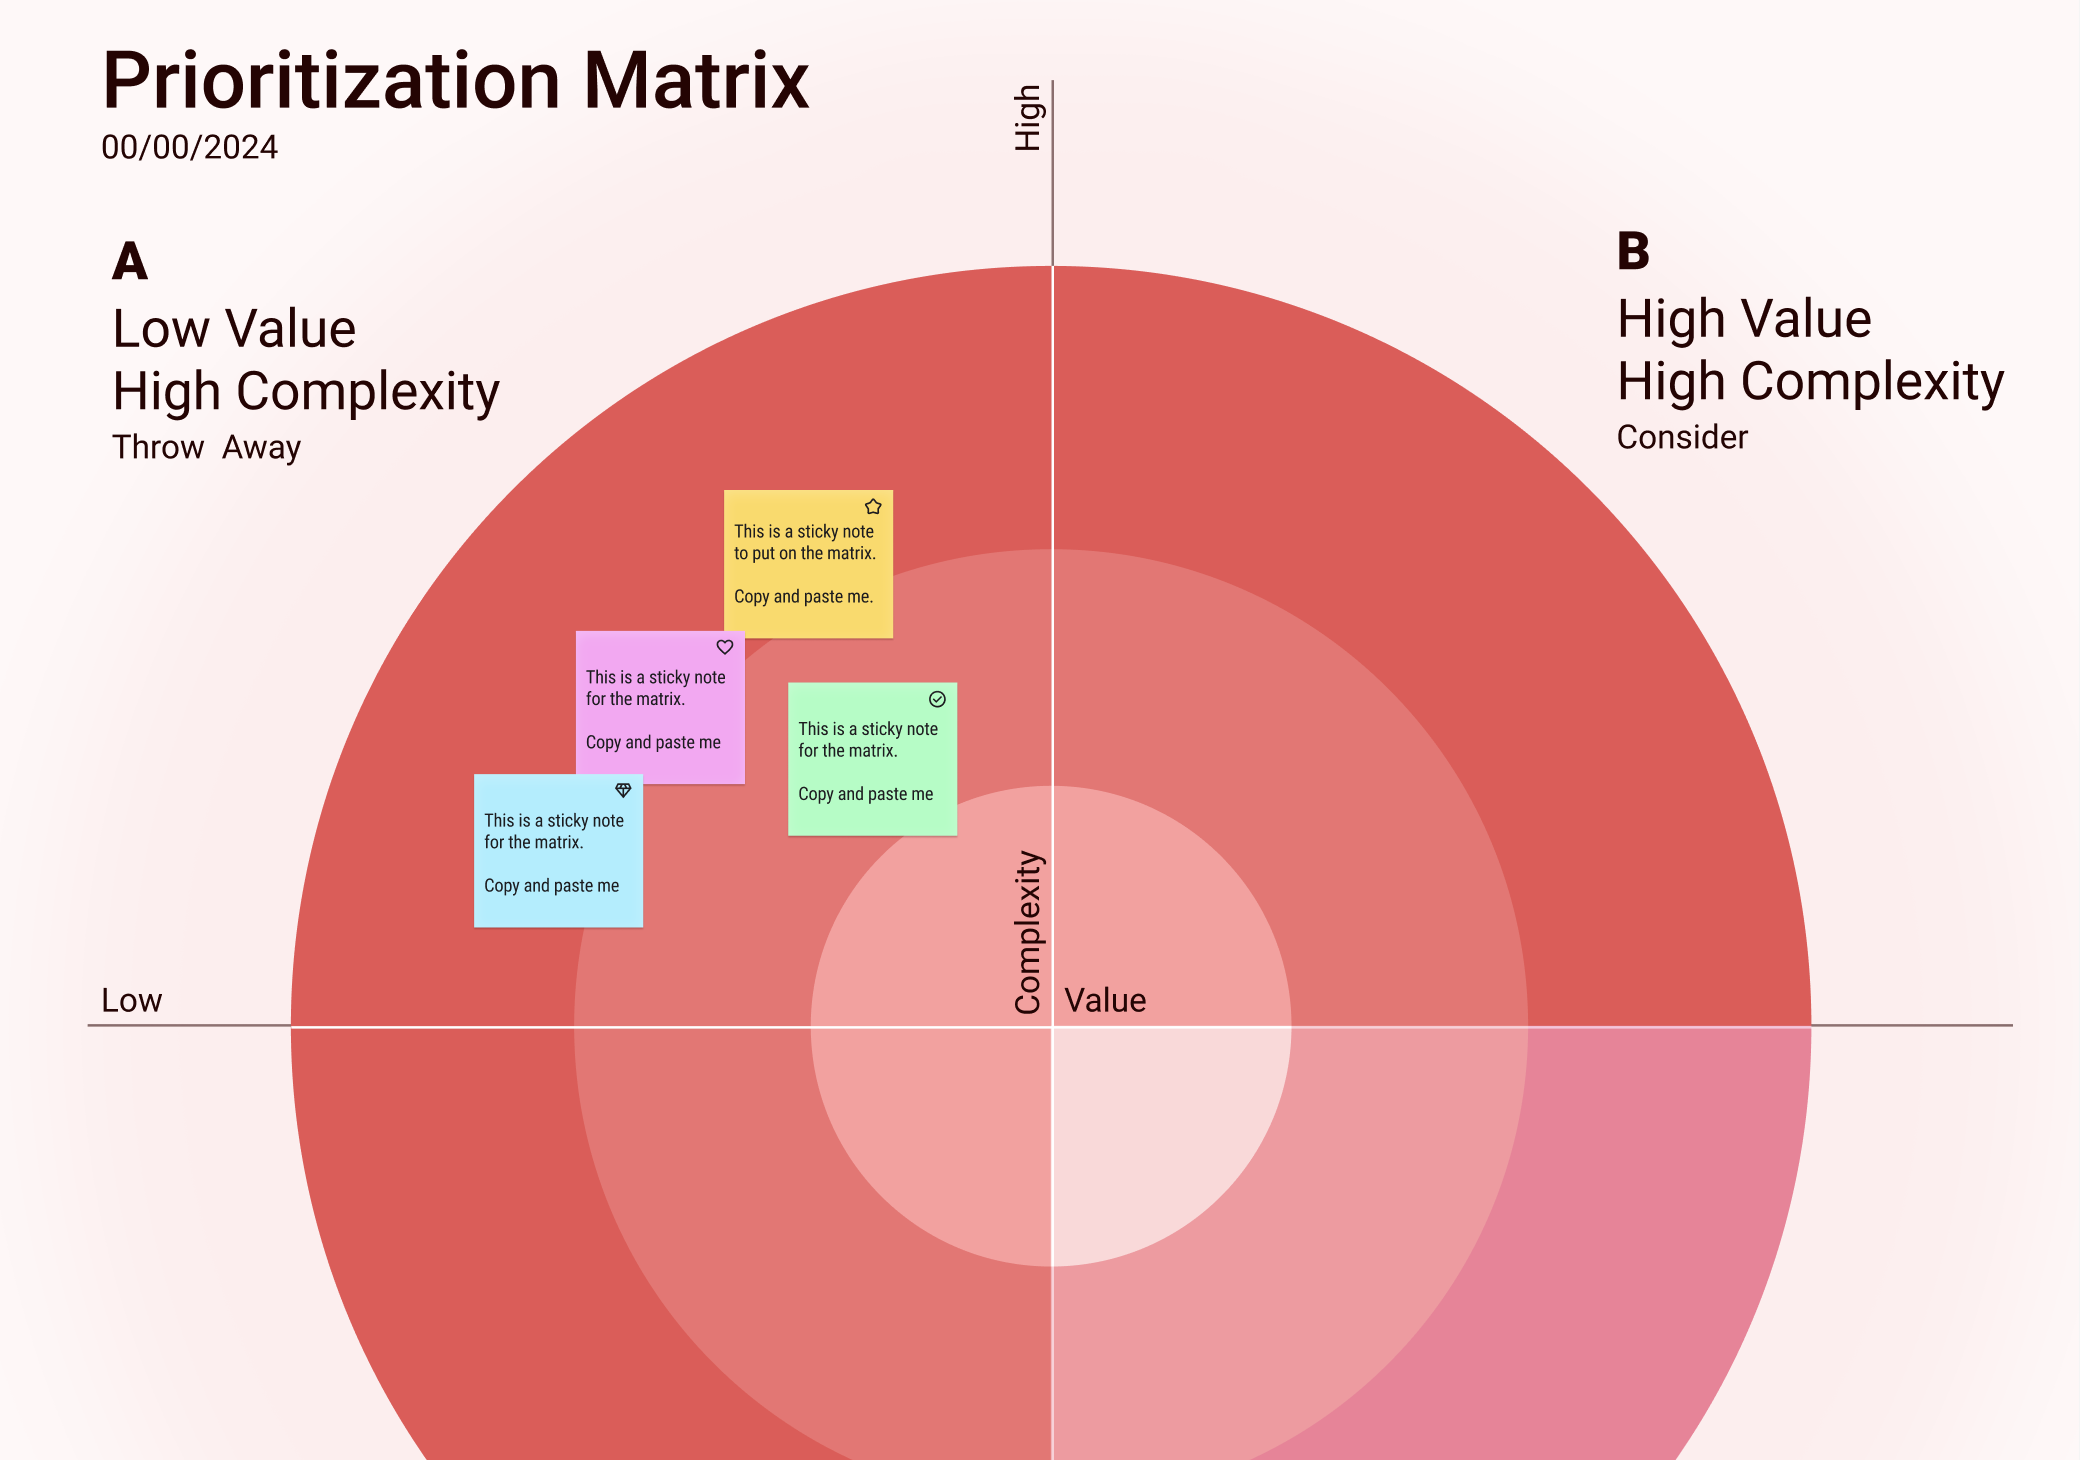 Prioritization Matrix
00/00/2024
High
A
Low Value
High Complexity
Throw  Away
B
High Value
High Complexity
Consider
This is a sticky note
to put on the matrix.
Copy and paste me.
This is a sticky note
for the matrix.
Copy and paste me
This is a sticky note
for the matrix.
Copy and paste me
This is a sticky note
for the matrix.
Copy and paste me
Low
Complexity
Value